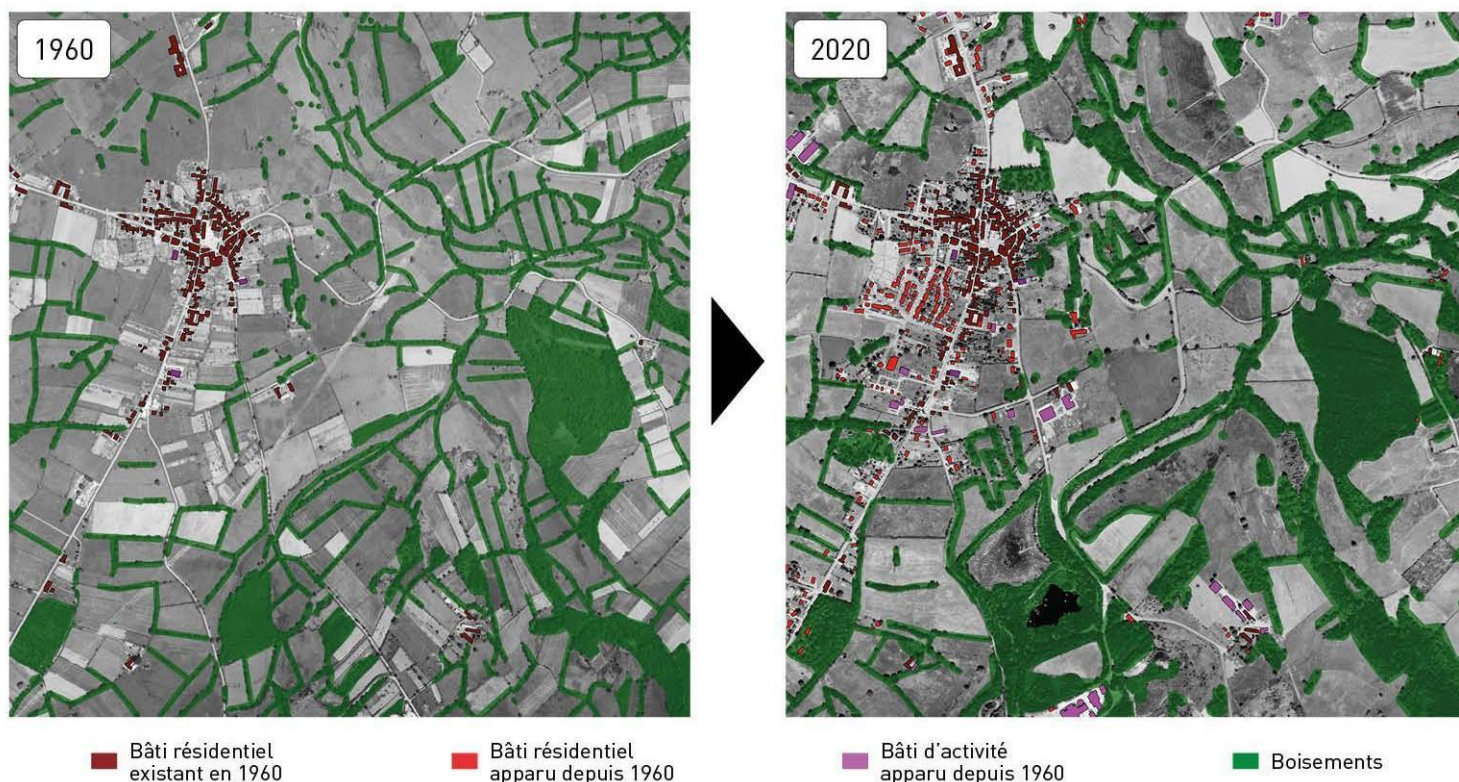 1960
2020
Bâti résidentiel
existant en 1960
Bâti résidentiel
apparu depuis 1960
Bâti d'activité
apparu depuis 1960
Boisements